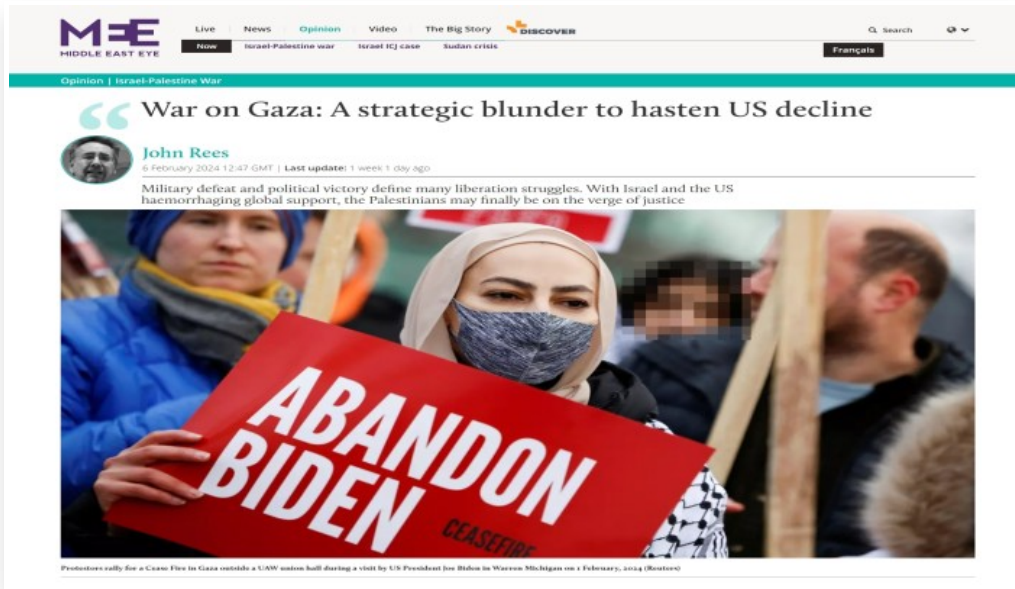 MEE
MIDDLE EAST EYE
Live News Opinion Video The Big Story DISCOVER
Search
Now Israel-Palestine war Israel ICJ case Sudan crisis
Français
Opinion | Israel-Palestine War
“
War on Gaza: A strategic blunder to hasten US decline
John Rees
6 February 2024 12:47 GMT | Last update: 1 week 1 day ago
Military defeat and political victory define many liberation struggles. With Israel and the US
haemorrhaging global support, the Palestinians may finally be on the verge of justice
ABANDON
BIDEN
CEASEFIRE
Protestors rally for a Cease Fire in Gaza outside a UAW union hall during a visit by US President Joe Biden in Warren Michigan on 1 February, 2024 (Reuters)